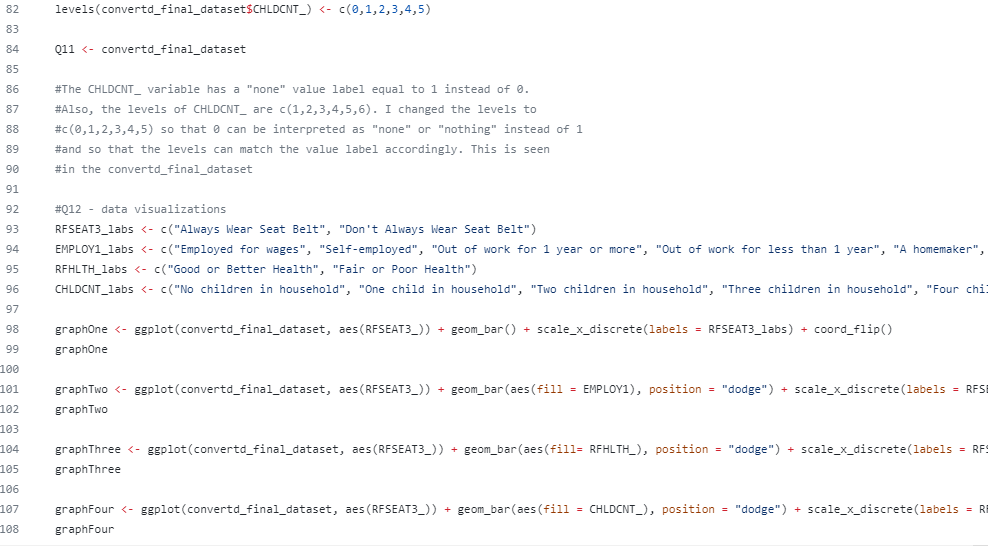 82 levels(convertd_final_dataset$CHLDCNT_) <- c(0,1,2,3,4,5)
83
84 Q11 <- convertd_final_dataset
85
86 #The CHLDCNT_ variable has a "none" value label equal to 1 instead of 0.
87 #Also, the levels of CHLDCNT_ are c(1,2,3,4,5,6). I changed the levels to
88 #c(0,1,2,3,4,5) so that 0 can be interpreted as "none" or "nothing" instead of 1
89 #and so that the levels can match the value label accordingly. This is seen
90 #in the convertd_final_dataset
91
92 #Q12 - data visualizations
93 RFSEAT3_labs <- c("Always Wear Seat Belt", "Don't Always Wear Seat Belt")
94 EMPLOY1_labs <- c("Employed for wages", "Self-employed", "Out of work for 1 year or more", "Out of work for less than 1 year", "A homemaker",
95 RFHLTH_labs <- c("Good or Better Health", "Fair or Poor Health")
96 CHLDCNT_labs <- c("No children in household", "One child in household", "Two children in household", "Three children in household", "Four
97
98 graphOne <- ggplot(convertd_final_dataset, aes(RFSEAT3_)) + geom_bar() + scale_x_discrete(labels = RFSEAT3_labs) + coord_flip()
99 graphOne
100
101 graphTwo <- ggplot(convertd_final_dataset, aes(RFSEAT3_)) + geom_bar(aes(fill = EMPLOY1), position = "dodge") + scale_x_discrete(labels =
102 graphTwo
103
104 graphThree <- ggplot(convertd_final_dataset, aes(RFSEAT3_)) + geom_bar(aes(fill= RFHLTH_), position = "dodge") + scale_x_discrete(labels =
105 graphThree
106
107 graphFour <- ggplot(convertd_final_dataset, aes(RFSEAT3_)) + geom_bar(aes(fill = CHLDCNT_), position = "dodge") + scale_x_discrete(labels =
108 graphFour